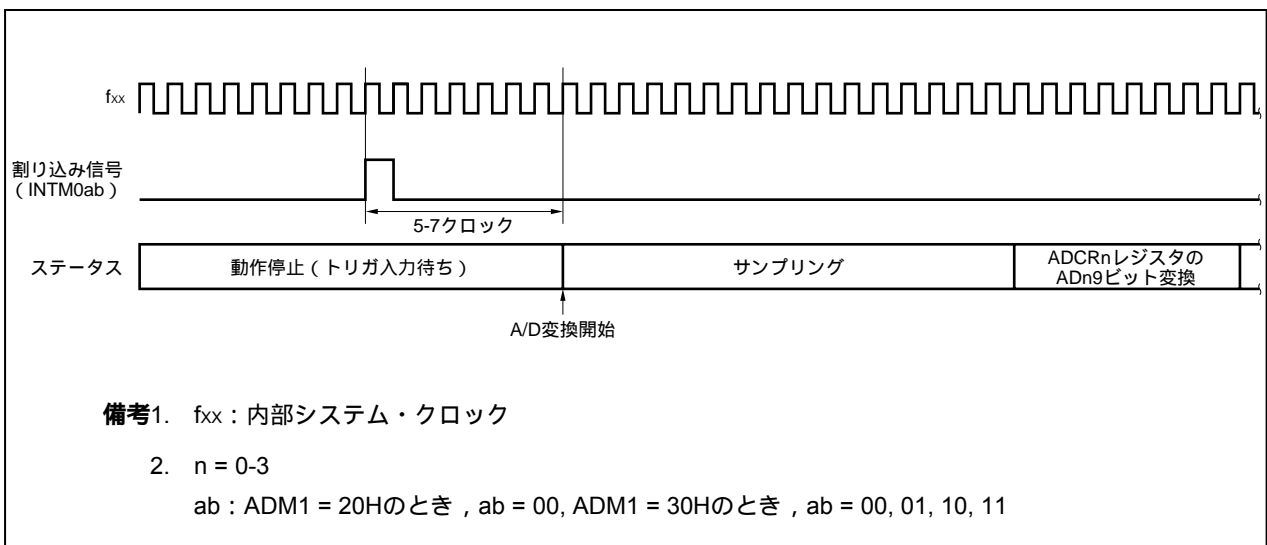 fxx
割り込み信号
（INTM0ab）
5-7クロック
ステータス
動作停止（トリガ入力待ち）
サンプリング
ADCRnレジスタの
ADn9ビット変換
A/D変換開始
備考1. fxx：内部システム・クロック
2. n = 0-3
ab：ADM1 = 20Hのとき，ab = 00, ADM1 = 30Hのとき，ab = 00, 01, 10, 11